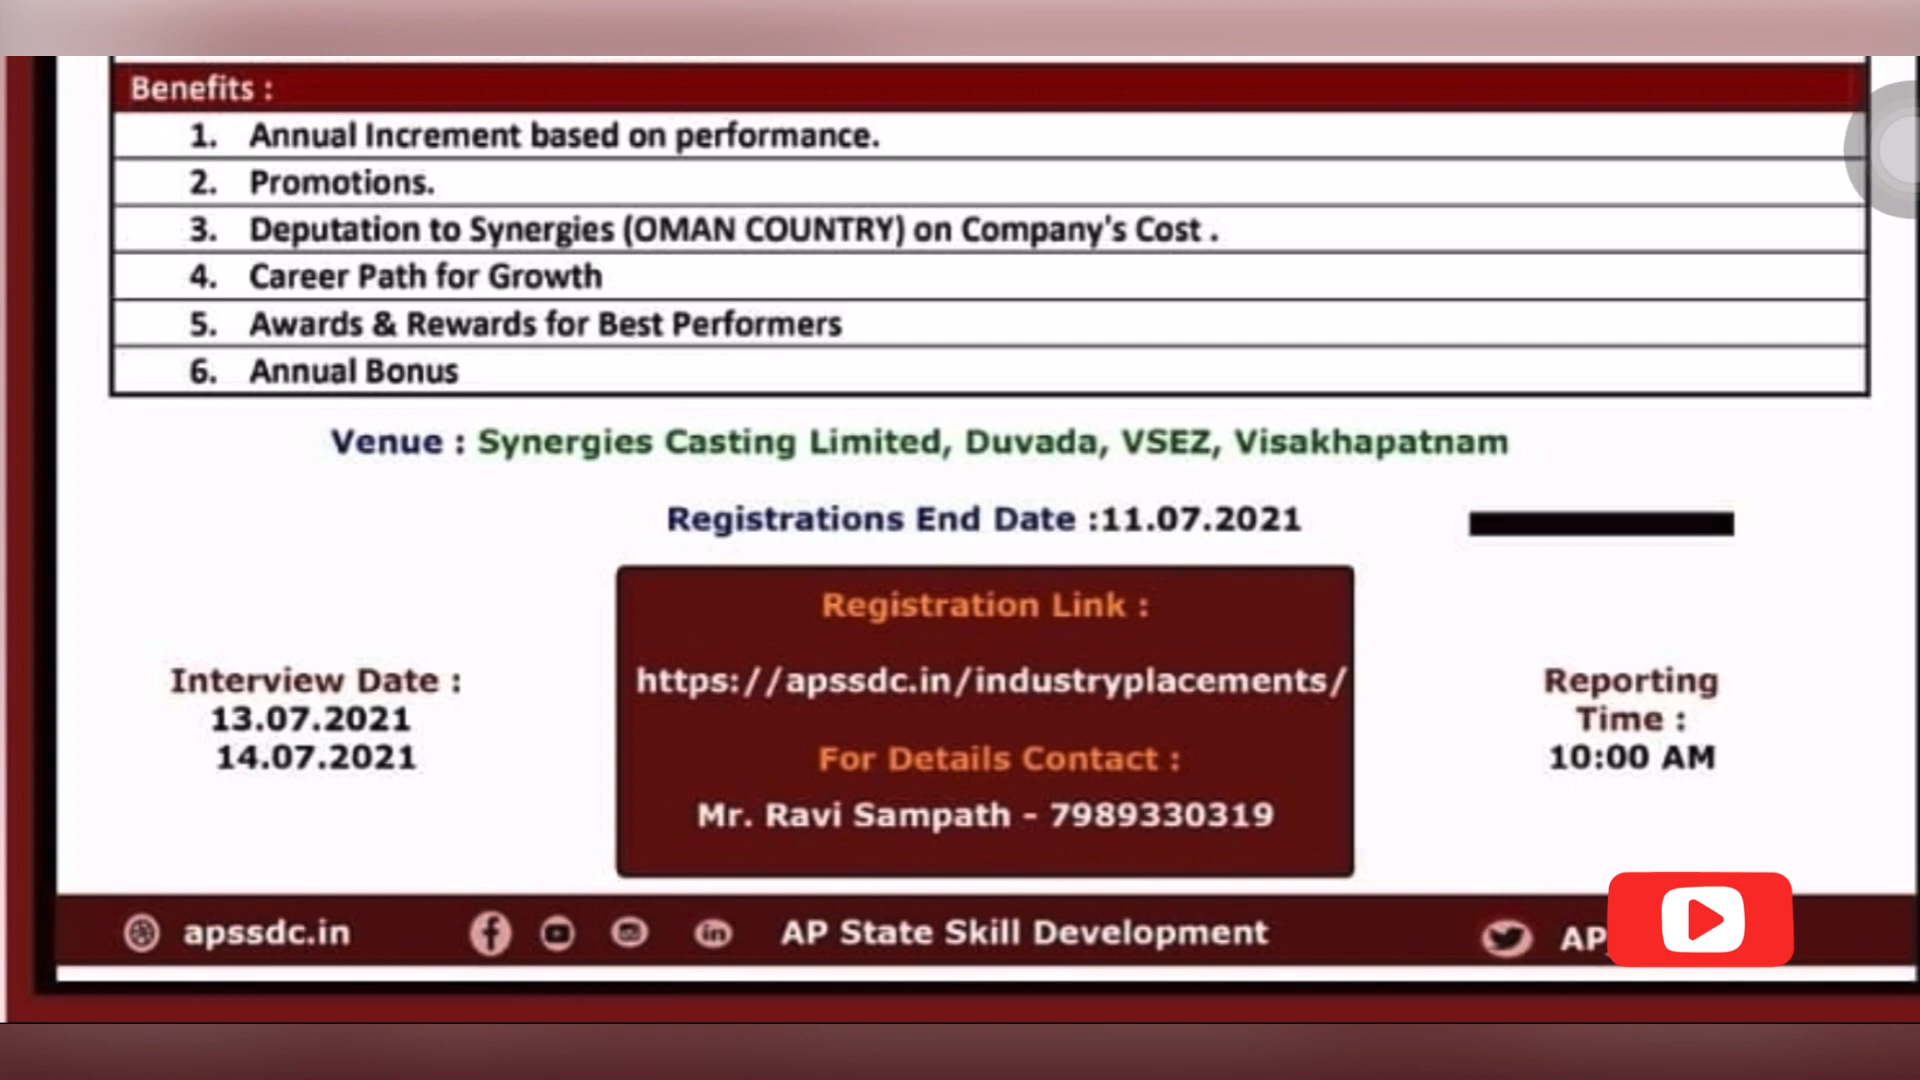 Benefits :
1. Annual Increment based on performance.
2. Promotions.
3. Deputation to Synergies (OMAN COUNTRY) on Company's Cost .
4. Career Path for Growth
5. Awards & Rewards for Best Performers
6. Annual Bonus
Venue : Synergies Casting Limited, Duvada, VSEZ, Visakhapatnam
Registrations End Date :11.07.2021
Interview Date :
13.07.2021
14.07.2021
Registration Link :
https://apssdc.in/industryplacements/
For Details Contact :
Mr. Ravi Sampath - 7989330319
Reporting
Time :
10:00 AM
apssdc.in
AP State Skill Development
AP